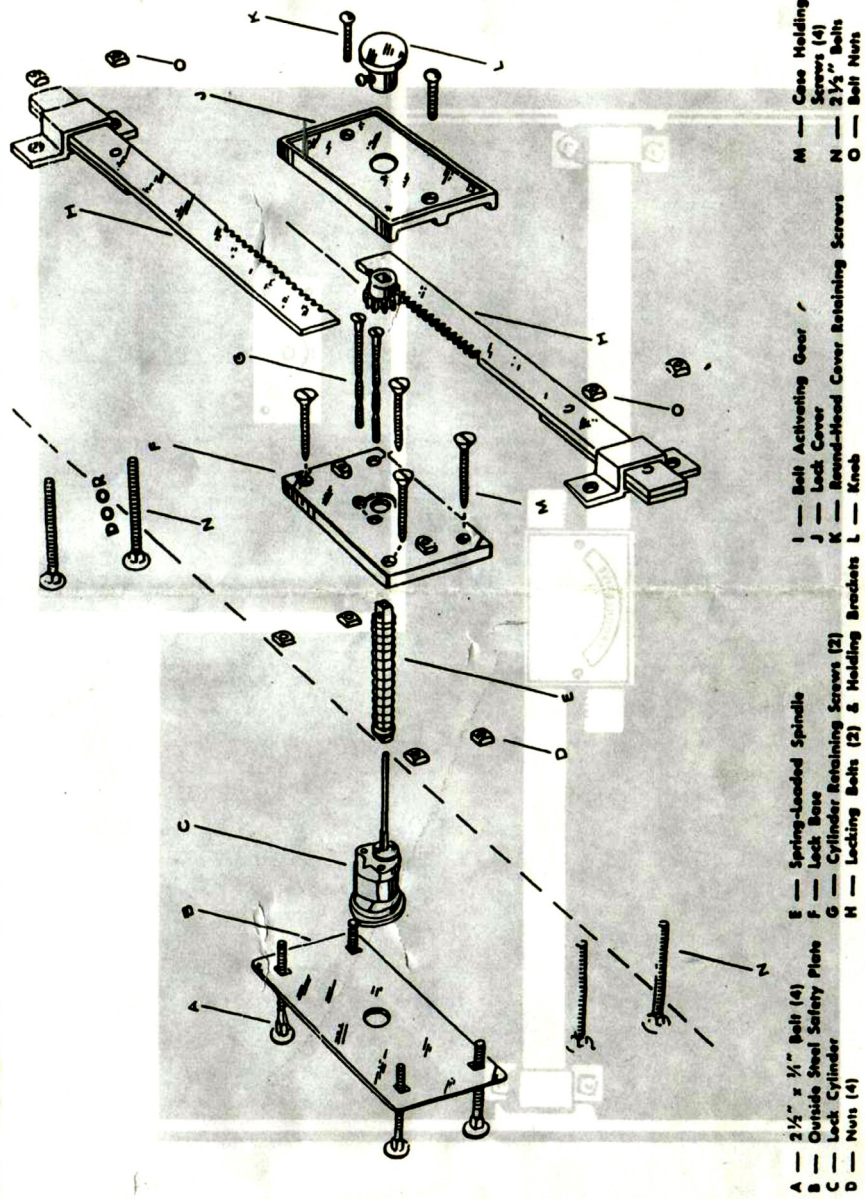 A
B
C
D
E
F
G
H
H
J
K
L
M
N
N
O
O
DOOR
A — 2½" x ¼" Bolt (4)
B — Outside Steel Safety Plate
C — Lock Cylinder
D — Nuts (4)
E — Spring-Loaded Spindle
F — Lock Base
G — Cylinder Retaining Screws (2)
H — Locking Bolts (2) & Holding Brackets
I — Bolt Activating Gear
J — Lock Cover
K — Round-Head Cover Retaining Screws
L — Knob
M — Case Holding
Screws (4)
N — 2½" Bolts
O — Bolt Nuts